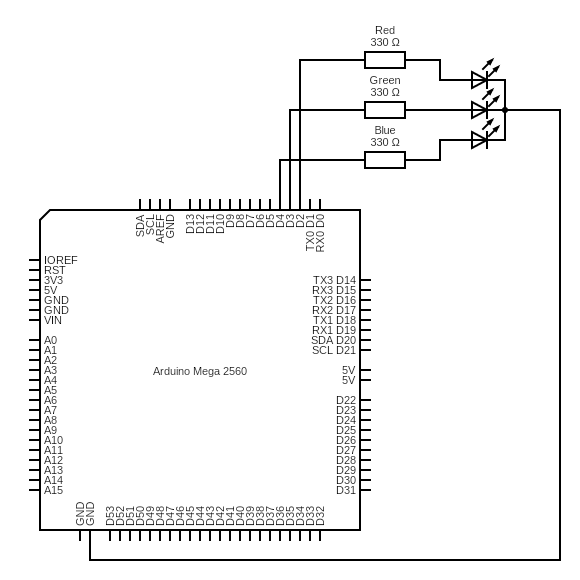 Red
330 Ω
Green
330 Ω
Blue
330 Ω
SDA
SCL
AREF
GND
D13
D12
D11
D10
D9
D8
D7
D6
D5
D4
D3
D2
TX0 D1
RX0 D0
IOREF
RST
3V3
5V
GND
GND
VIN
A0
A1
A2
A3
A4
A5
A6
A7
A8
A9
A10
A11
A12
A13
A14
A15
Arduino Mega 2560
TX3 D14
RX3 D15
TX2 D16
RX2 D17
TX1 D18
RX1 D19
SDA D20
SCL D21
5V
5V
D22
D23
D24
D25
D26
D27
D28
D29
D30
D31
GND
GND
D53
D52
D51
D50
D49
D48
D47
D46
D45
D44
D43
D42
D41
D40
D39
D38
D37
D36
D35
D34
D33
D32